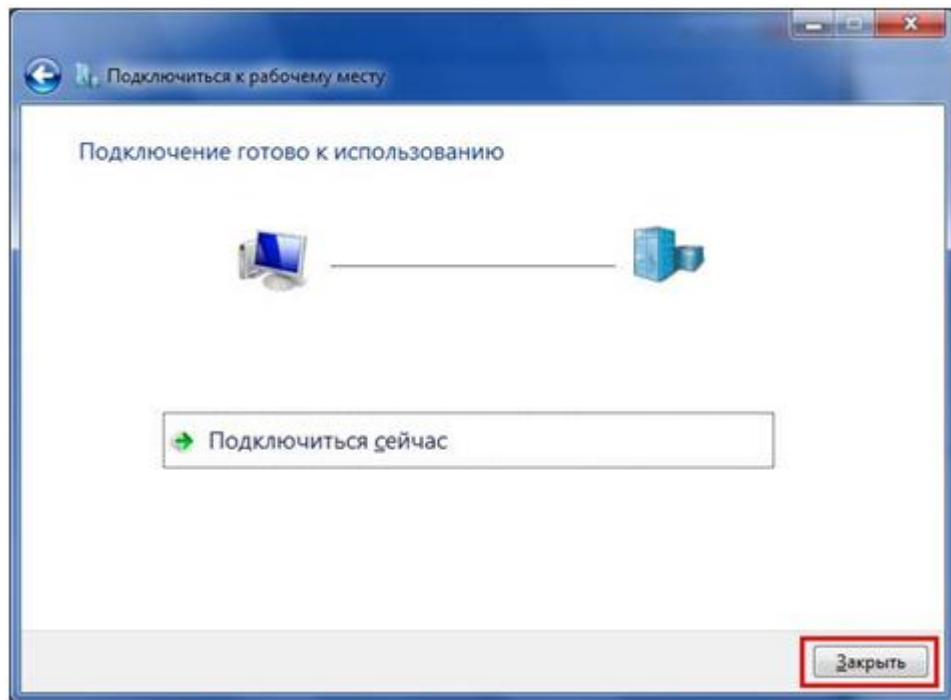 Подключиться к рабочему месту
Подключение готово к использованию
Подключиться сейчас
Закрыть